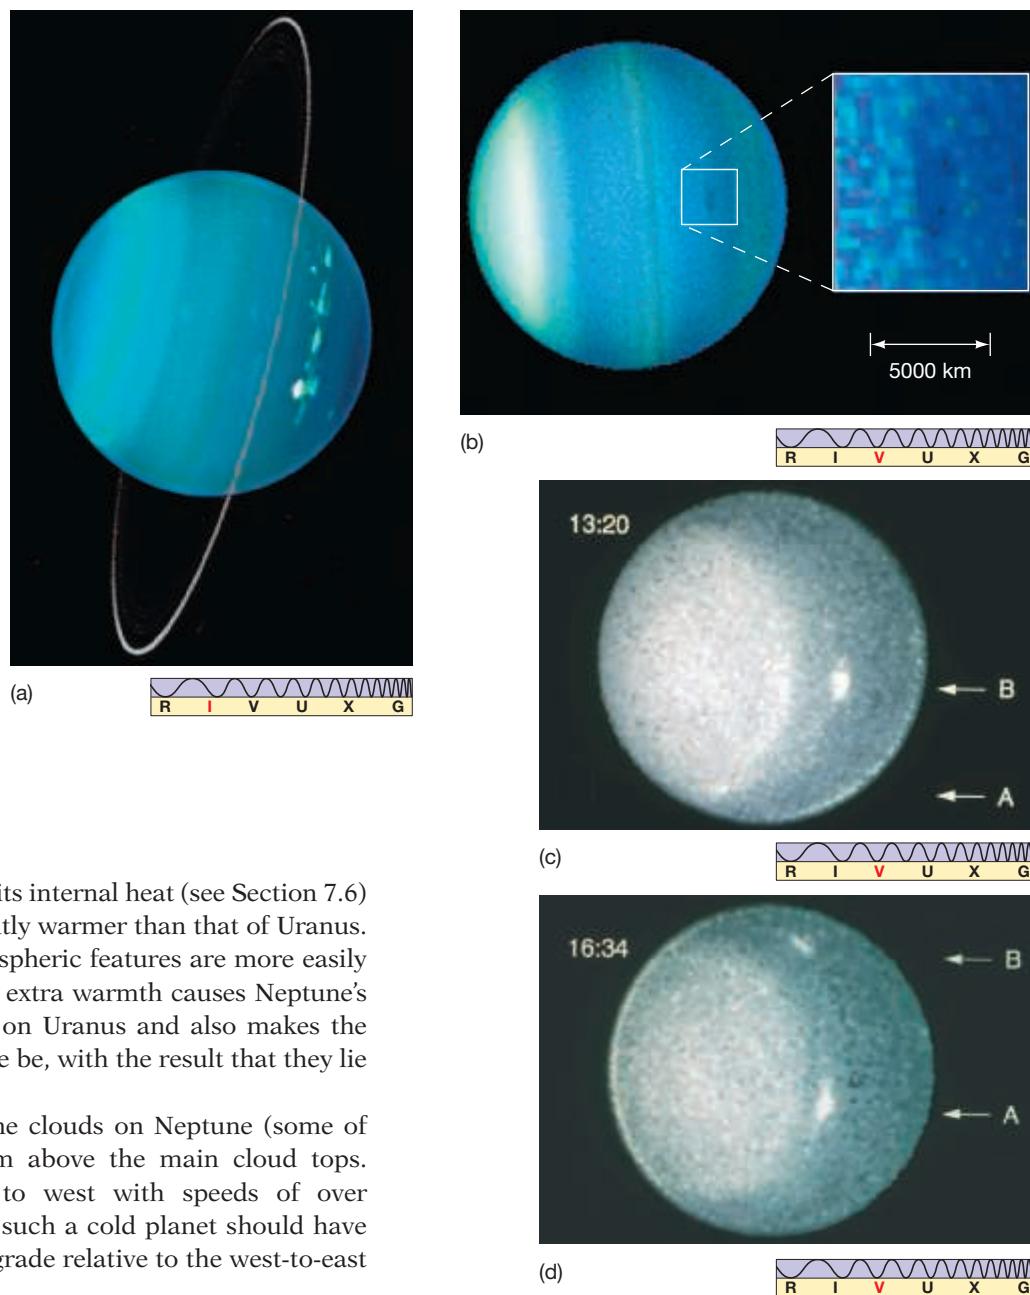 5000 km
(b)
R I V U X G
13:20
B
A
(a)
R I V U X G
(c)
R I V U X G
its internal heat (see Section 7.6)
tly warmer than that of Uranus.
spheric features are more easily
extra warmth causes Neptune’s
on Uranus and also makes the
e be, with the result that they lie
16:34
B
A
ne clouds on Neptune (some of
m above the main cloud tops.
to west with speeds of over
such a cold planet should have
grade relative to the west-to-east
(d)
R I V U X G